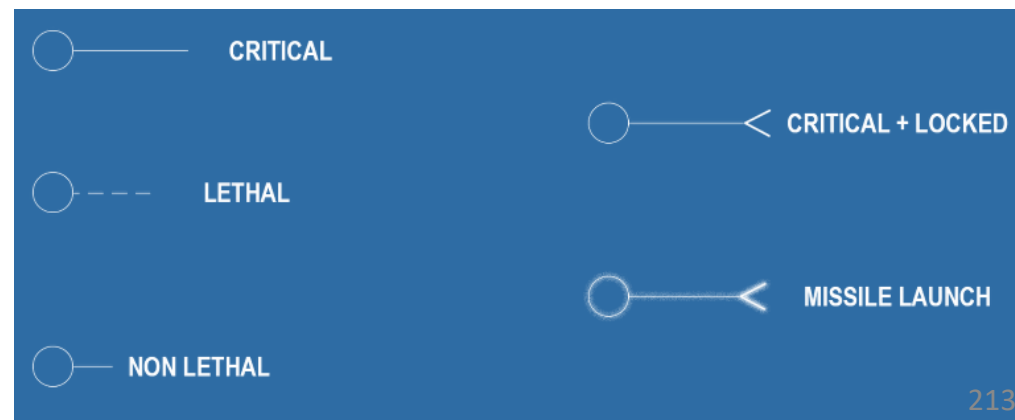 CRITICAL
CRITICAL + LOCKED
LETHAL
MISSILE LAUNCH
NON LETHAL
213